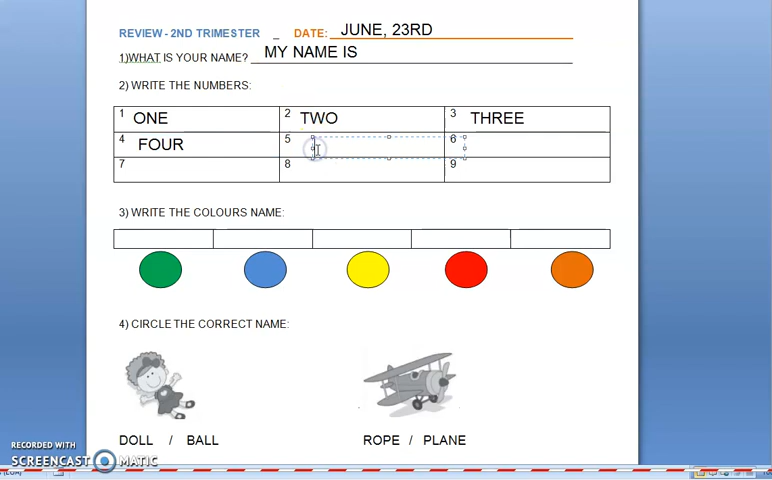 REVIEW - 2ND TRIMESTER _ DATE: JUNE, 23RD
1)WHAT IS YOUR NAME? MY NAME IS
2) WRITE THE NUMBERS:
1 ONE 2 TWO 3 THREE
4 FOUR 5 6
7 8 9
3) WRITE THE COLOURS NAME:
4) CIRCLE THE CORRECT NAME:
DOLL / BALL ROPE / PLANE
RECORDED WITH
SCREENCAST MATIC